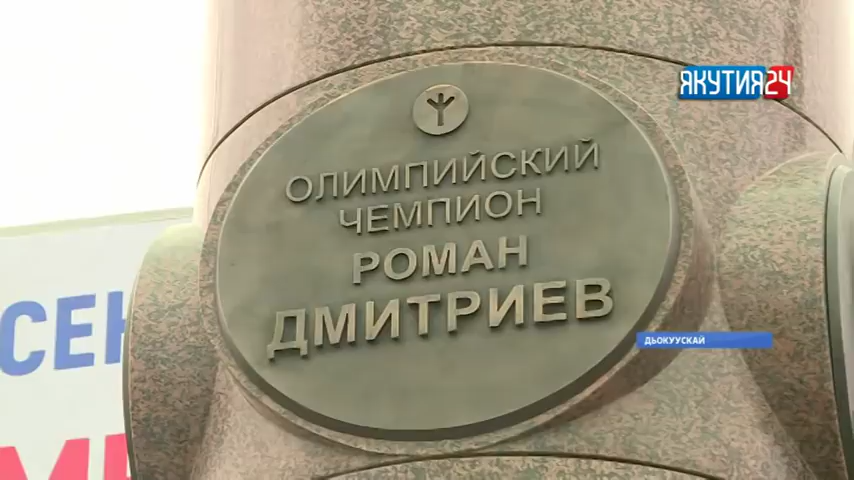 ЯКУТИЯ24
ОЛИМПИЙСКИЙ
ЧЕМПИОН
РОМАН
ДМИТРИЕВ
ДЬОКУУСКАЙ